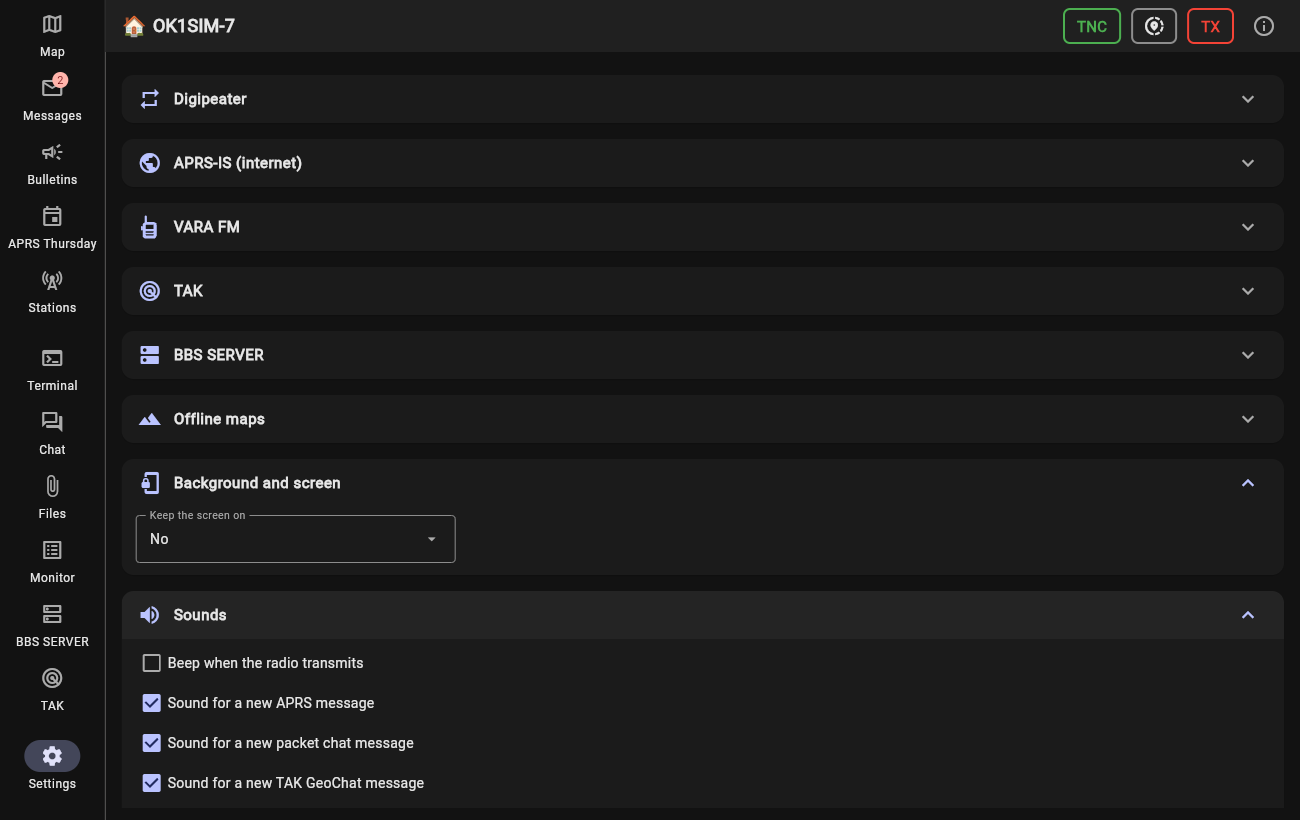 OK1SIM-7
TNC
TX
Map
2
Messages
Bulletins
APRS Thursday
Stations
Terminal
Chat
Files
Monitor
BBS SERVER
TAK
Settings
Digipeater
APRS-IS (internet)
VARA FM
TAK
BBS SERVER
Offline maps
Background and screen
Keep the screen on
No
Sounds
Beep when the radio transmits
Sound for a new APRS message
Sound for a new packet chat message
Sound for a new TAK GeoChat message